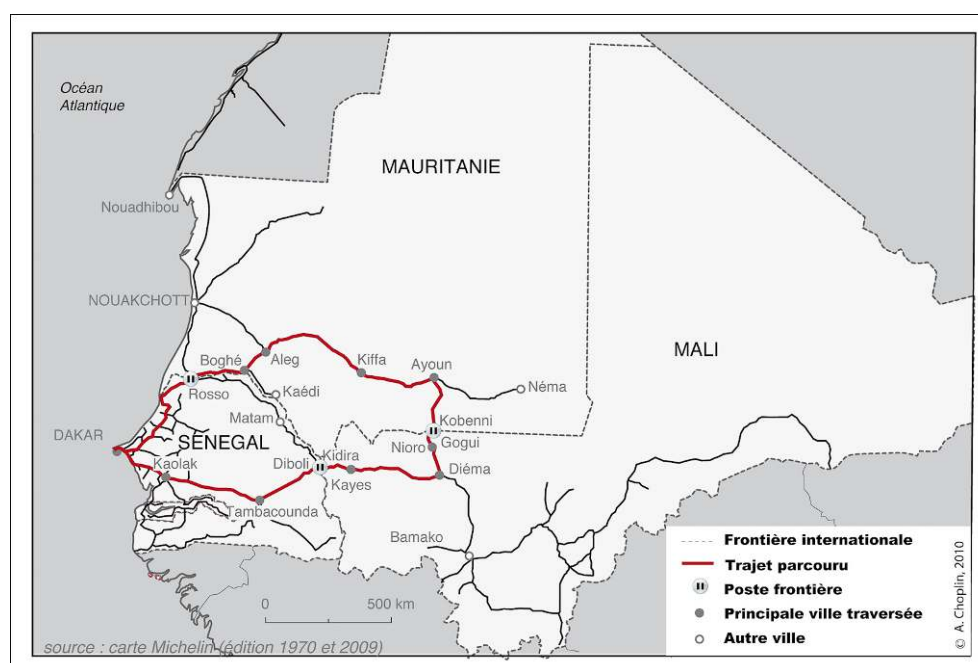 Océan
Atlantique
MAURITANIE
Nouadhibou
NOUAKCHOTT
MALI
Boghé
Aleg
Kiffa
Ayoun
Néma
Rosso
Kaédi
Kobenni
Matam
DAKAR
SÉNEGAL
Nioro
Gogui
Kaolak
Diboli
Kidira
Kayes
Diéma
Tambacounda
Bamako
0 500 km
source : carte Michelin (édition 1970 et 2009)
Frontière internationale
Trajet parcouru
Poste frontière
Principale ville traversée
Autre ville
© A. Choplin, 2010